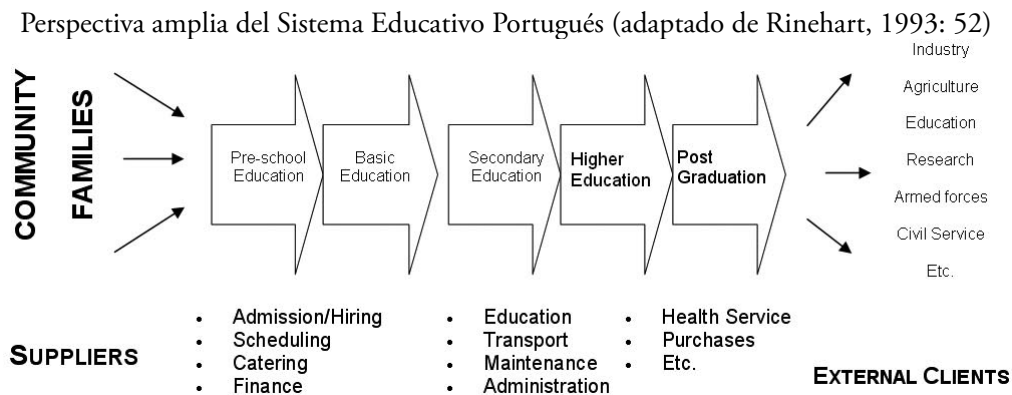 Perspectiva amplia del Sistema Educativo Portugués (adaptado de Rinehart, 1993: 52)
COMMUNITY
FAMILIES
Pre-school
Education
Basic
Education
Secondary
Education
Higher
Education
Post
Graduation
Industry
Agriculture
Education
Research
Armed forces
Civil Service
Etc.
SUPPLIERS
• Admission/Hiring
• Scheduling
• Catering
• Finance
• Education
• Transport
• Maintenance
• Administration
• Health Service
• Purchases
• Etc.
EXTERNAL CLIENTS